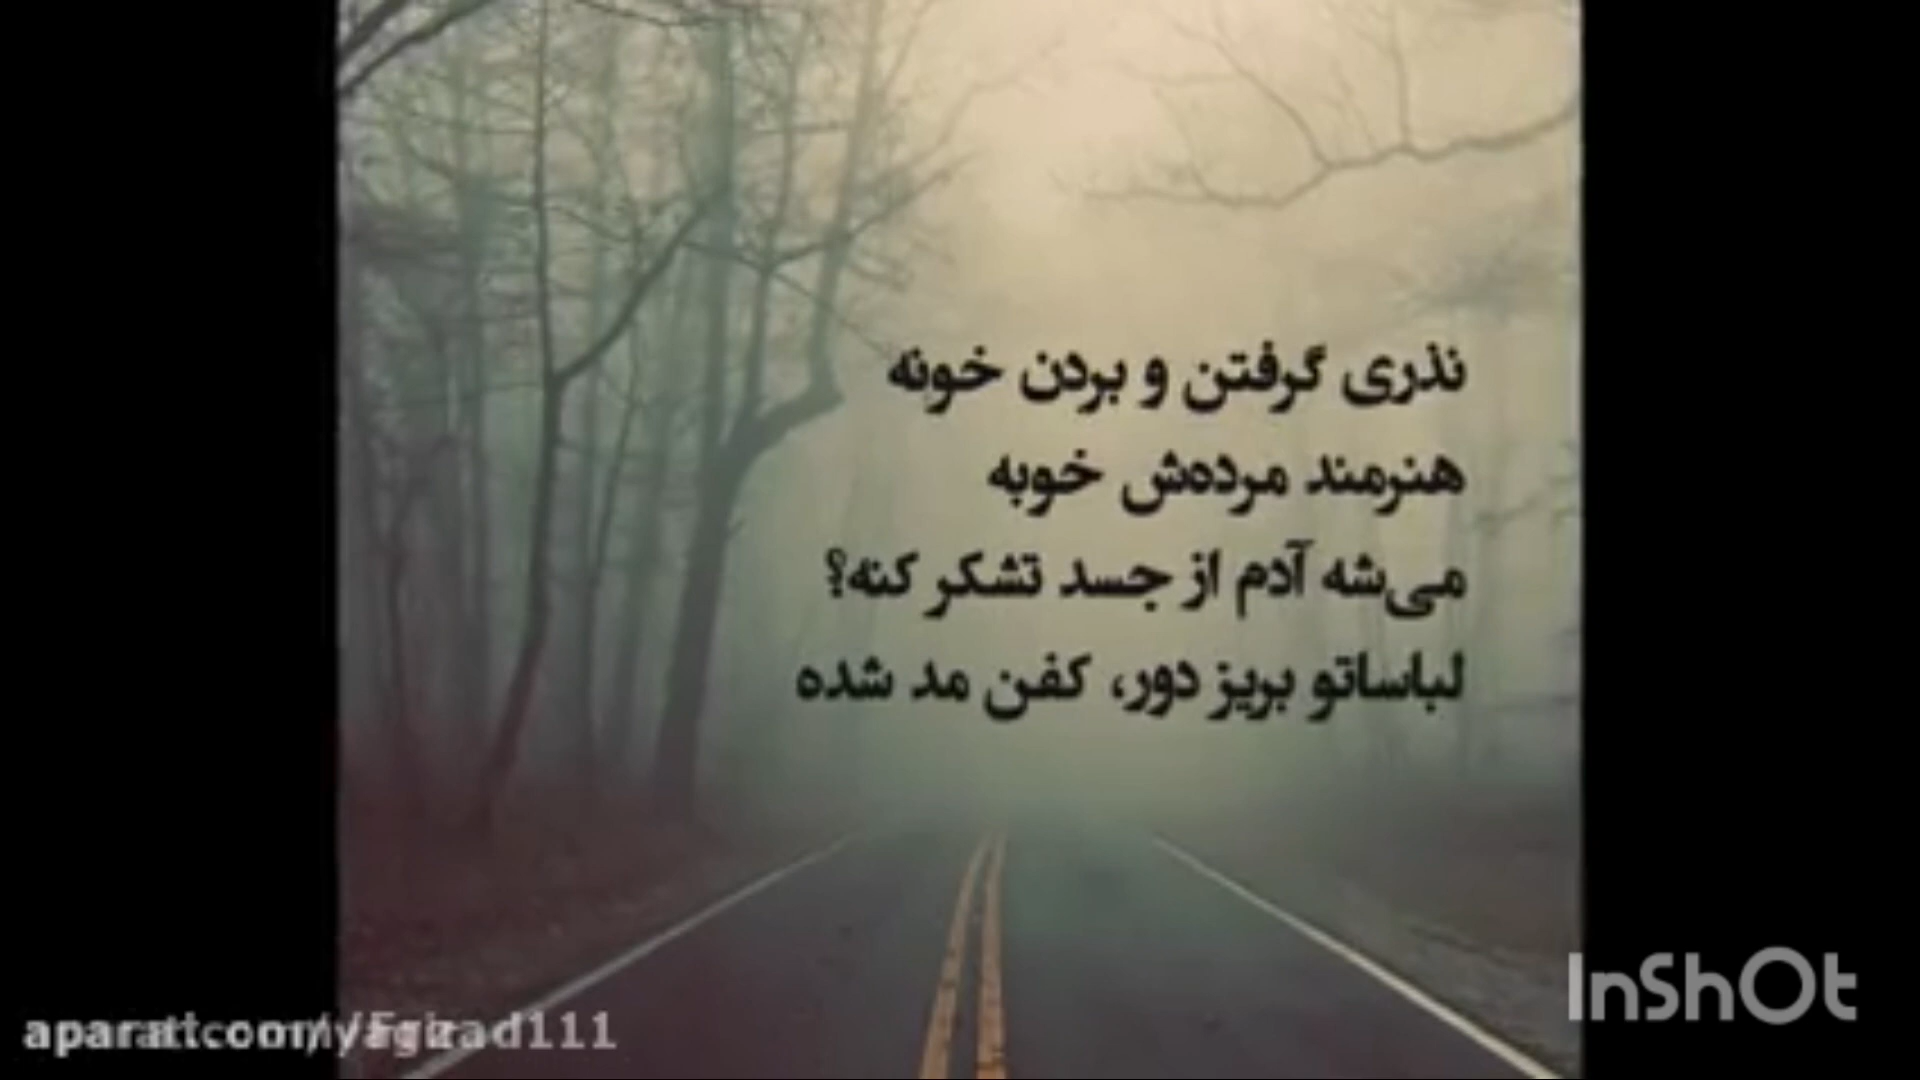 نذری گرفتن و بردن خونه
هنرمند مرده‌ش خوبه
می‌شه آدم از جسد تشکر کنه؟
لباساتو بریز دور، کفن مد شده
InShOt